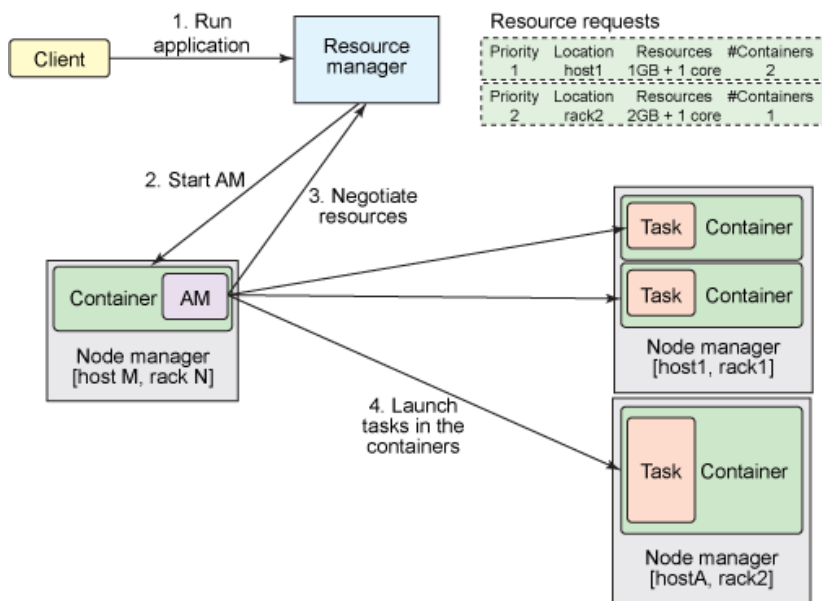 1. Run
application
Client
Resource
manager
Resource requests
Priority Location Resources #Containers
1 host1 1GB + 1 core 2
Priority Location Resources #Containers
2 rack2 2GB + 1 core 1
2. Start AM
3. Negotiate
resources
Container AM
Node manager
[host M, rack N]
Task Container
Task Container
Node manager
[host1, rack1]
4. Launch
tasks in the
containers
Task Container
Node manager
[hostA, rack2]